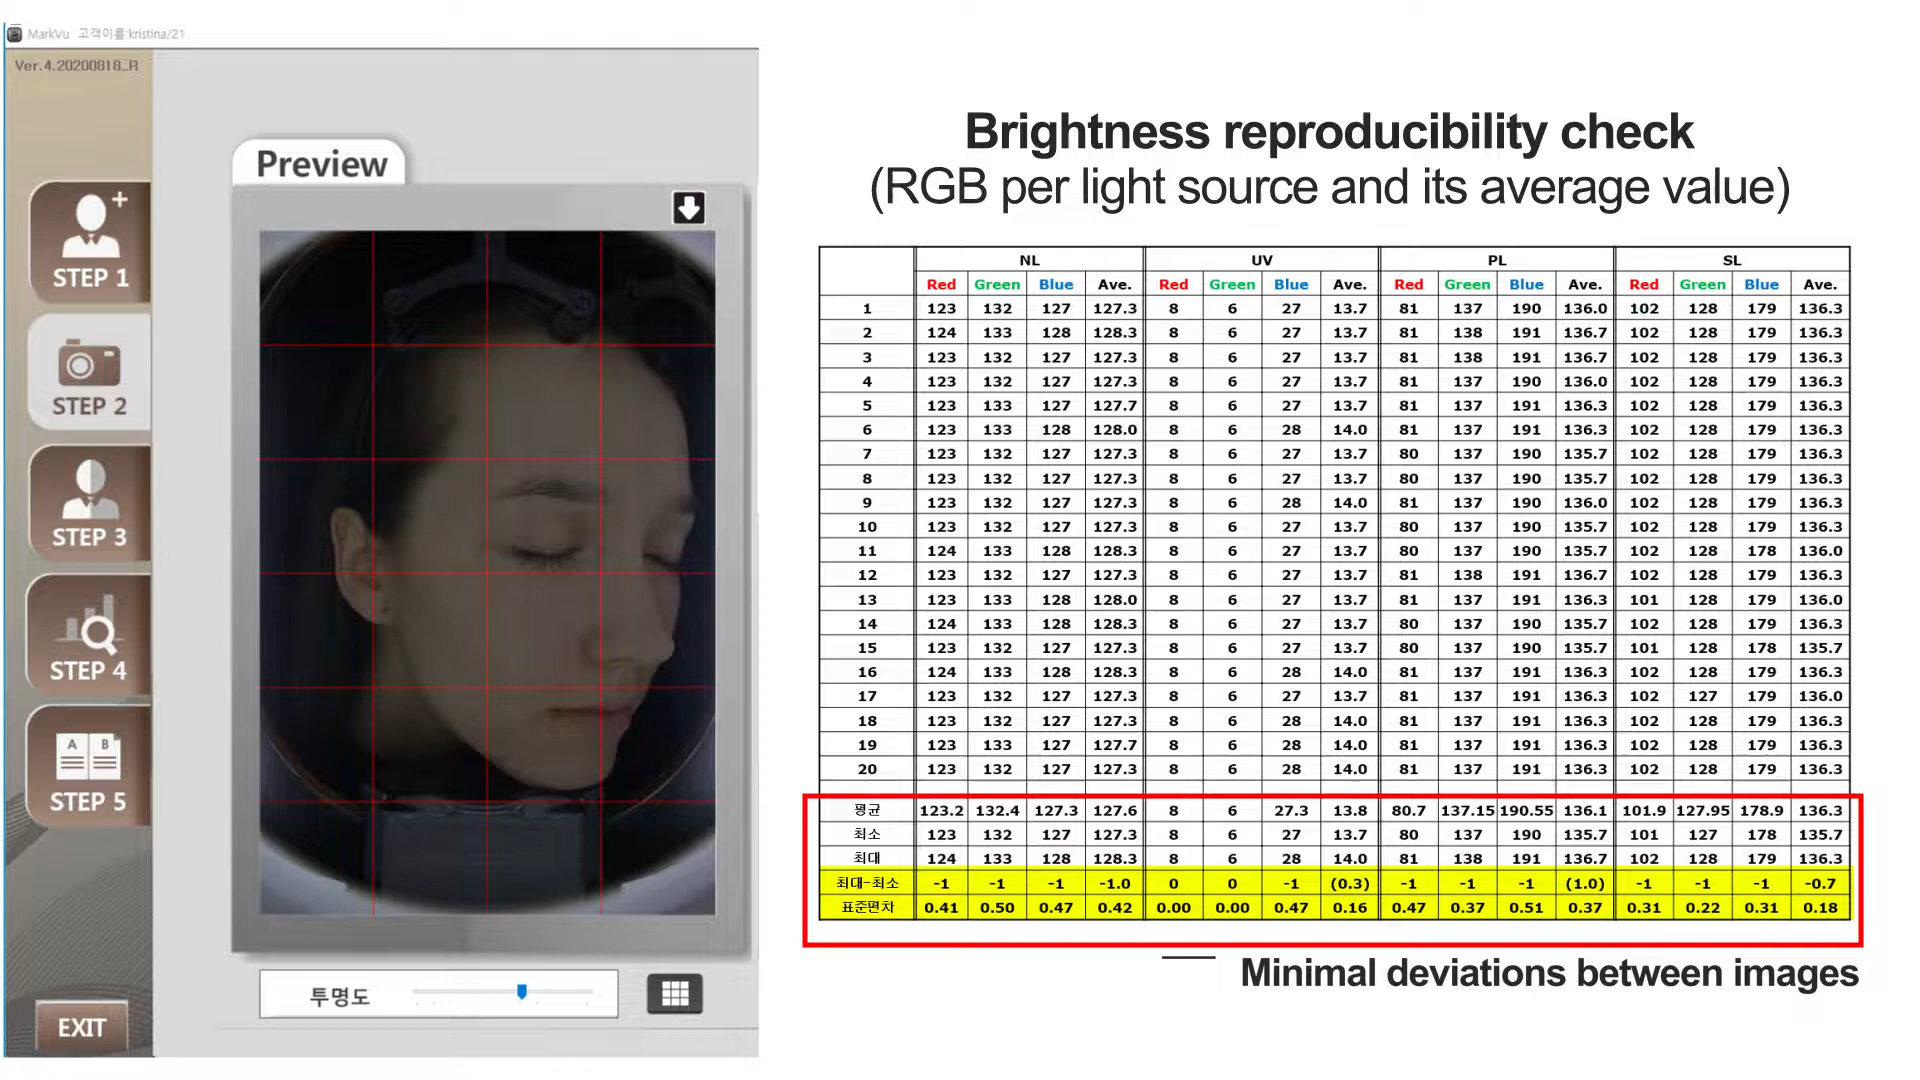 MarkVu 고객이름:kristina/21
Ver.4.20200818_R
STEP 1
STEP 2
STEP 3
STEP 4
A B
STEP 5
EXIT
Preview
투명도
Brightness reproducibility check
(RGB per light source and its average value)
NL UV PL SL
Red Green Blue Ave. Red Green Blue Ave. Red Green Blue Ave. Red Green Blue Ave.
1 123 132 127 127.3 8 6 27 13.7 81 137 190 136.0 102 128 179 136.3
2 124 133 128 128.3 8 6 27 13.7 81 138 191 136.7 102 128 179 136.3
3 123 132 127 127.3 8 6 27 13.7 81 138 191 136.7 102 128 179 136.3
4 123 132 127 127.3 8 6 27 13.7 81 137 190 136.0 102 128 179 136.3
5 123 133 127 127.7 8 6 27 13.7 81 137 191 136.3 102 128 179 136.3
6 123 133 128 128.0 8 6 28 14.0 81 137 191 136.3 102 128 179 136.3
7 123 132 127 127.3 8 6 27 13.7 80 137 190 135.7 102 128 179 136.3
8 123 132 127 127.3 8 6 27 13.7 80 137 190 135.7 102 128 179 136.3
9 123 132 127 127.3 8 6 28 14.0 81 137 190 136.0 102 128 179 136.3
10 123 132 127 127.3 8 6 27 13.7 80 137 190 135.7 102 128 179 136.3
11 124 133 128 128.3 8 6 27 13.7 80 137 190 135.7 102 128 178 136.0
12 123 132 127 127.3 8 6 27 13.7 81 138 191 136.7 102 128 179 136.3
13 123 133 128 128.0 8 6 27 13.7 81 137 191 136.3 101 128 179 136.0
14 124 133 128 128.3 8 6 27 13.7 80 137 190 135.7 102 128 179 136.3
15 123 132 127 127.3 8 6 27 13.7 80 137 190 135.7 101 128 178 135.7
16 124 133 128 128.3 8 6 28 14.0 81 137 191 136.3 102 128 179 136.3
17 123 132 127 127.3 8 6 27 13.7 81 137 191 136.3 102 127 179 136.0
18 123 132 127 127.3 8 6 28 14.0 81 137 191 136.3 102 128 179 136.3
19 123 133 127 127.7 8 6 28 14.0 81 137 191 136.3 102 128 179 136.3
20 123 132 127 127.3 8 6 28 14.0 81 137 191 136.3 102 128 179 136.3
평균 123.2 132.4 127.3 127.6 8 6 27.3 13.8 80.7 137.15 190.55 136.1 101.9 127.95 178.9 136.3
최소 123 132 127 127.3 8 6 27 13.7 80 137 190 135.7 101 127 178 135.7
최대 124 133 128 128.3 8 6 28 14.0 81 138 191 136.7 102 128 179 136.3
최대-최소 -1 -1 -1 -1.0 0 0 -1 (0.3) -1 -1 -1 (1.0) -1 -1 -1 -0.7
표준편차 0.41 0.50 0.47 0.42 0.00 0.00 0.47 0.16 0.47 0.37 0.51 0.37 0.31 0.22 0.31 0.18
Minimal deviations between images